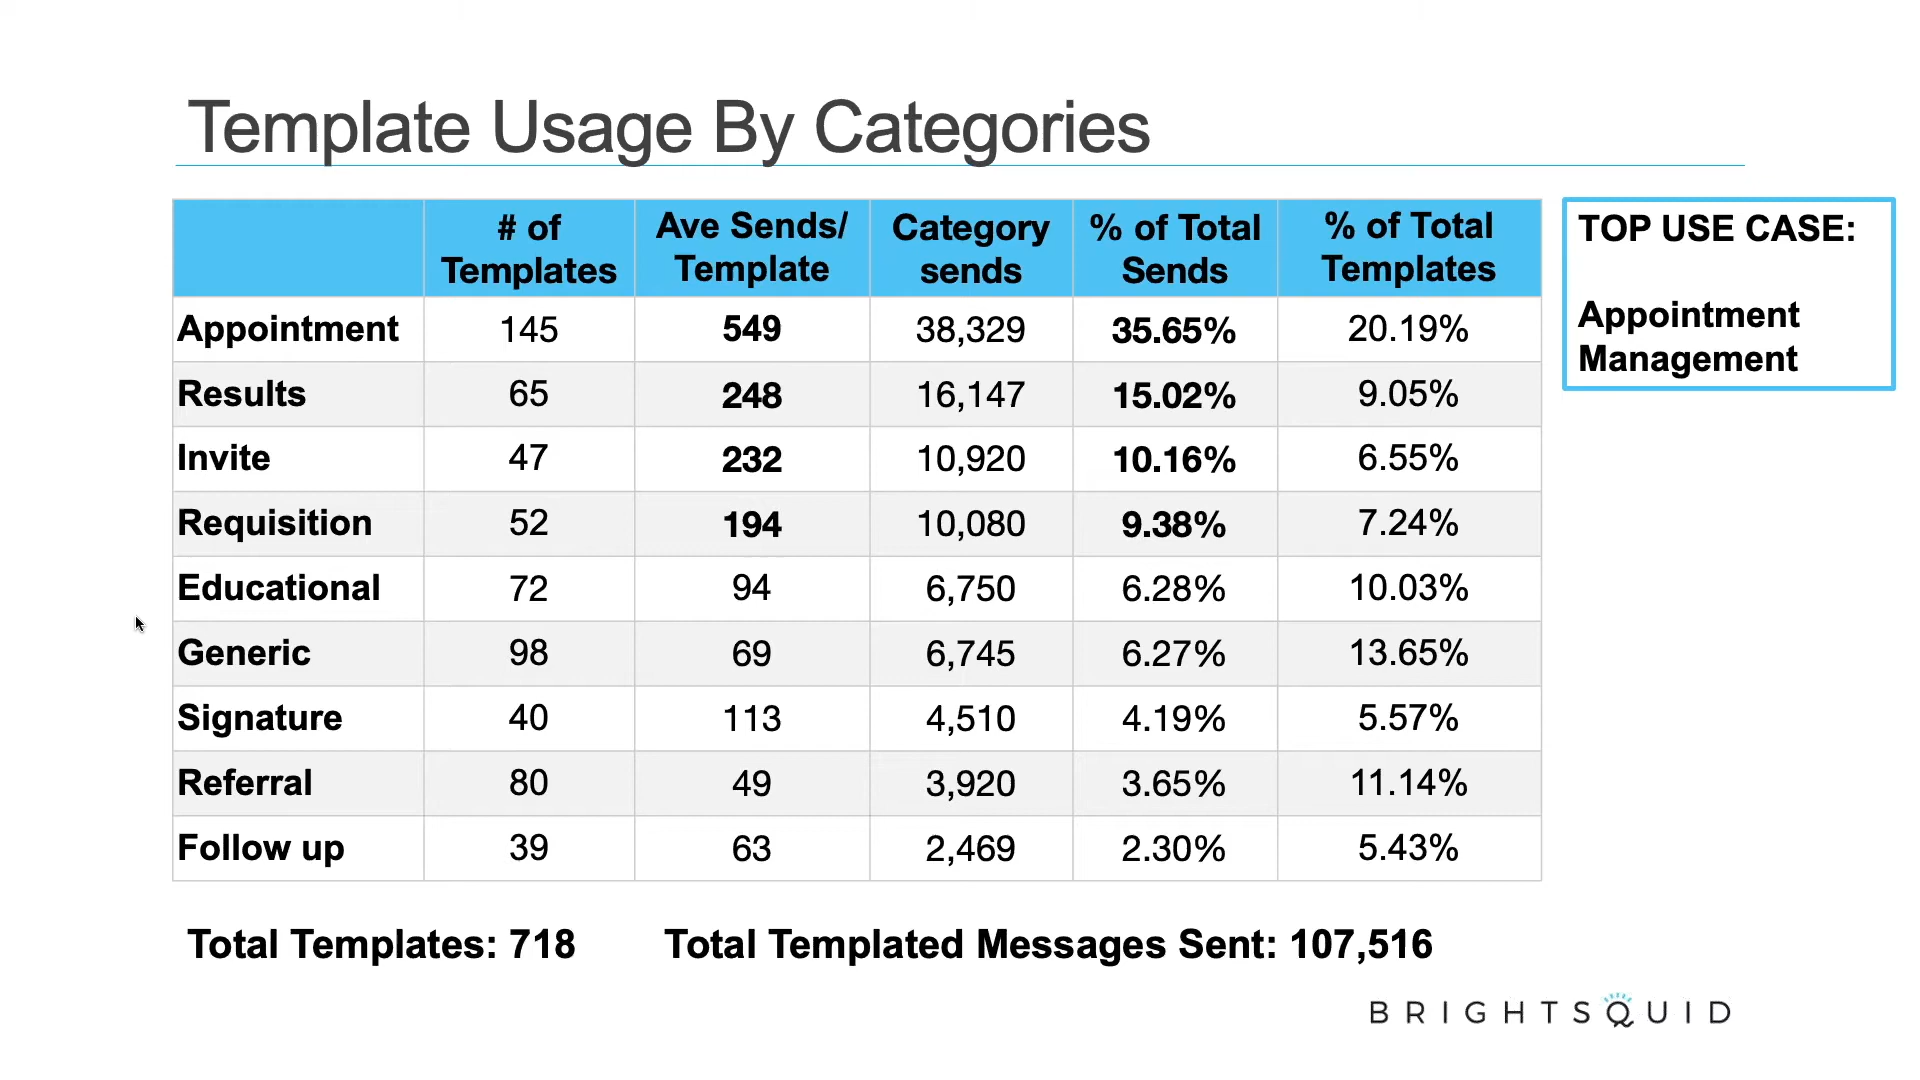 Template Usage By Categories
# of Templates Ave Sends/ Template Category sends % of Total Sends % of Total Templates
Appointment 145 549 38,329 35.65% 20.19%
Results 65 248 16,147 15.02% 9.05%
Invite 47 232 10,920 10.16% 6.55%
Requisition 52 194 10,080 9.38% 7.24%
Educational 72 94 6,750 6.28% 10.03%
Generic 98 69 6,745 6.27% 13.65%
Signature 40 113 4,510 4.19% 5.57%
Referral 80 49 3,920 3.65% 11.14%
Follow up 39 63 2,469 2.30% 5.43%
TOP USE CASE:
Appointment
Management
Total Templates: 718 Total Templated Messages Sent: 107,516
BRIGHTSQUID